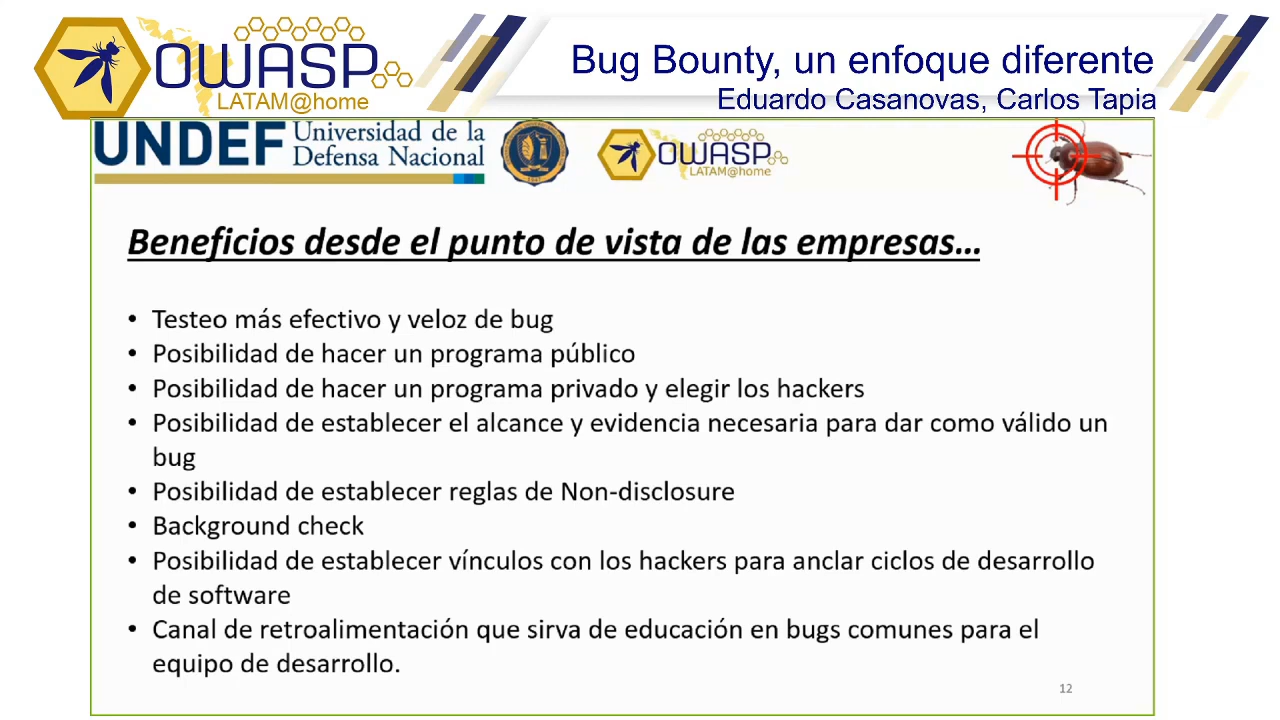 OWASP
LATAM@home
Bug Bounty, un enfoque diferente
Eduardo Casanovas, Carlos Tapia
UNDEF
Universidad de la
Defensa Nacional
OWASP
LATAM@home
Beneficios desde el punto de vista de las empresas…
• Testeo más efectivo y veloz de bug
• Posibilidad de hacer un programa público
• Posibilidad de hacer un programa privado y elegir los hackers
• Posibilidad de establecer el alcance y evidencia necesaria para dar como válido un
bug
• Posibilidad de establecer reglas de Non-disclosure
• Background check
• Posibilidad de establecer vínculos con los hackers para anclar ciclos de desarrollo
de software
• Canal de retroalimentación que sirva de educación en bugs comunes para el
equipo de desarrollo.
12